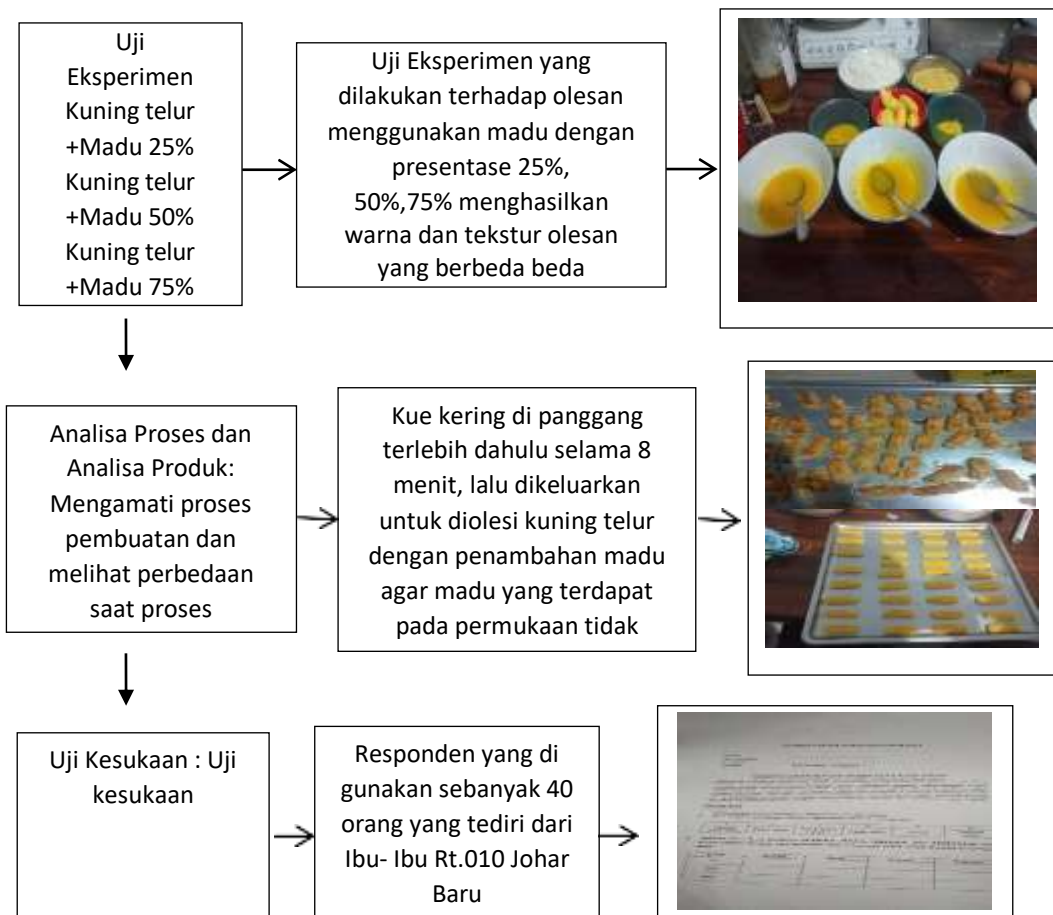 Uji
Eksperimen
Kuning telur
+Madu 25%
Kuning telur
+Madu 50%
Kuning telur
+Madu 75%
Uji Eksperimen yang
dilakukan terhadap olesan
menggunakan madu dengan
presentase 25%,
50%,75% menghasilkan
warna dan tekstur olesan
yang berbeda beda
Analisa Proses dan
Analisa Produk:
Mengamati proses
pembuatan dan
melihat perbedaan
saat proses
Kue kering di panggang
terlebih dahulu selama 8
menit, lalu dikeluarkan
untuk diolesi kuning telur
dengan penambahan madu
agar madu yang terdapat
pada permukaan tidak
Uji Kesukaan : Uji
kesukaan
Responden yang di
gunakan sebanyak 40
orang yang tediri dari
Ibu- Ibu Rt.010 Johar
Baru